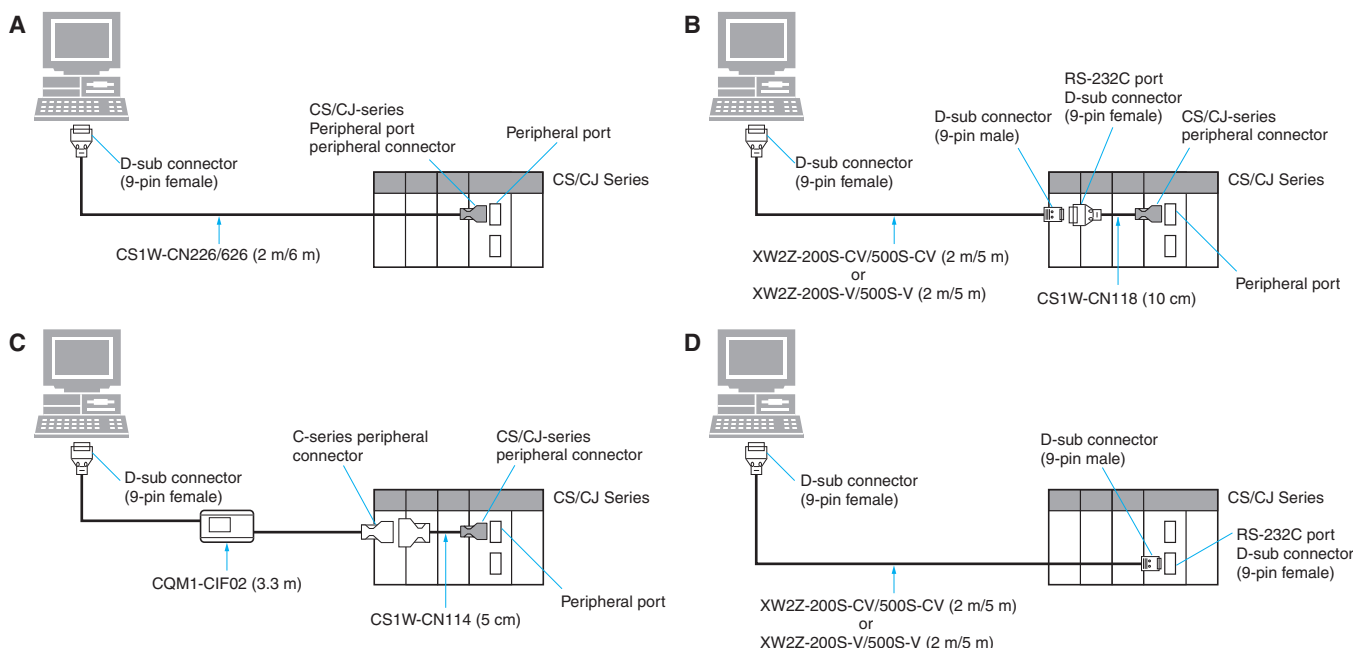 A
D-sub connector
(9-pin female)
CS/CJ-series
Peripheral port
peripheral connector
Peripheral port
CS/CJ Series
CS1W-CN226/626 (2 m/6 m)
B
D-sub connector
(9-pin female)
D-sub connector
(9-pin male)
RS-232C port
D-sub connector
(9-pin female)
CS/CJ-series
peripheral connector
CS/CJ Series
XW2Z-200S-CV/500S-CV (2 m/5 m)
or
XW2Z-200S-V/500S-V (2 m/5 m)
CS1W-CN118 (10 cm)
Peripheral port
C
D-sub connector
(9-pin female)
C-series peripheral
connector
CS/CJ-series
peripheral connector
CS/CJ Series
CQM1-CIF02 (3.3 m)
CS1W-CN114 (5 cm)
Peripheral port
D
D-sub connector
(9-pin female)
D-sub connector
(9-pin male)
CS/CJ Series
RS-232C port
D-sub connector
(9-pin female)
XW2Z-200S-CV/500S-CV (2 m/5 m)
or
XW2Z-200S-V/500S-V (2 m/5 m)